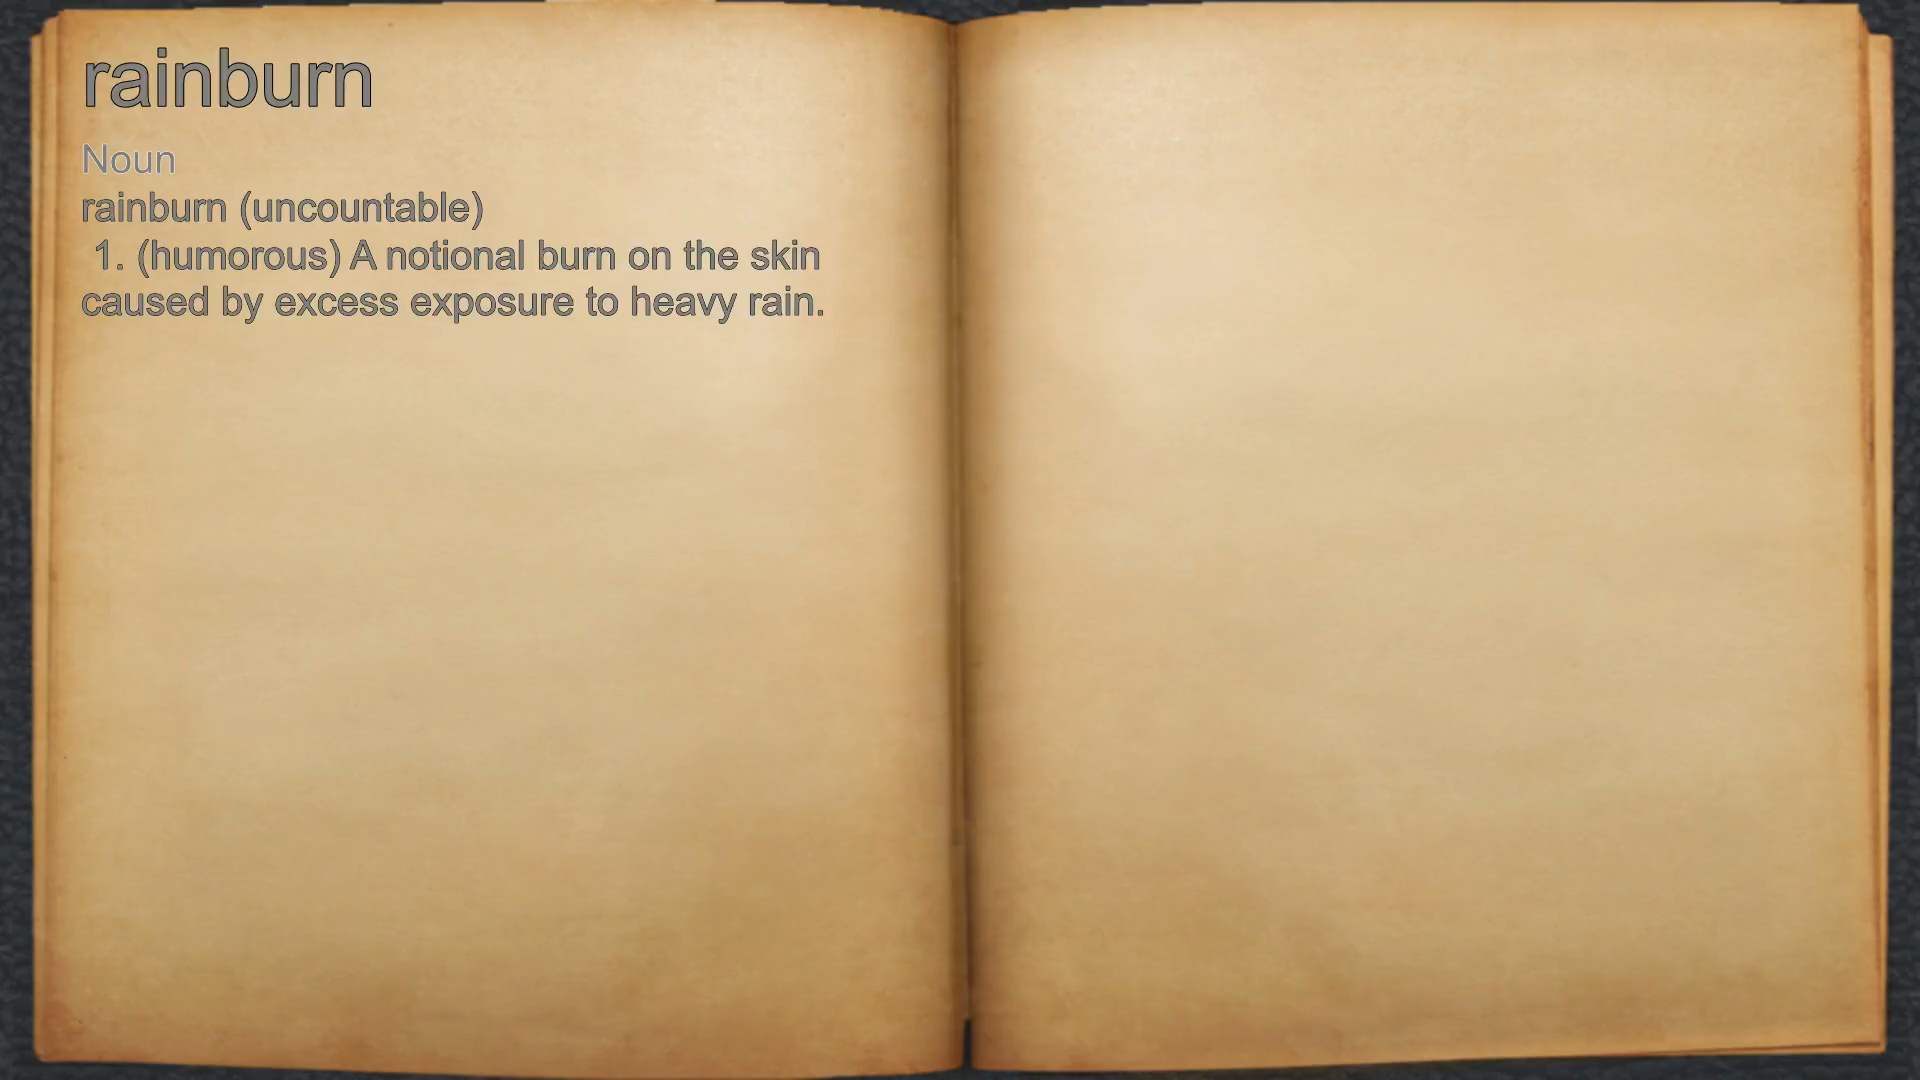 rainburn
Noun
rainburn (uncountable)
1. (humorous) A notional burn on the skin
caused by excess exposure to heavy rain.